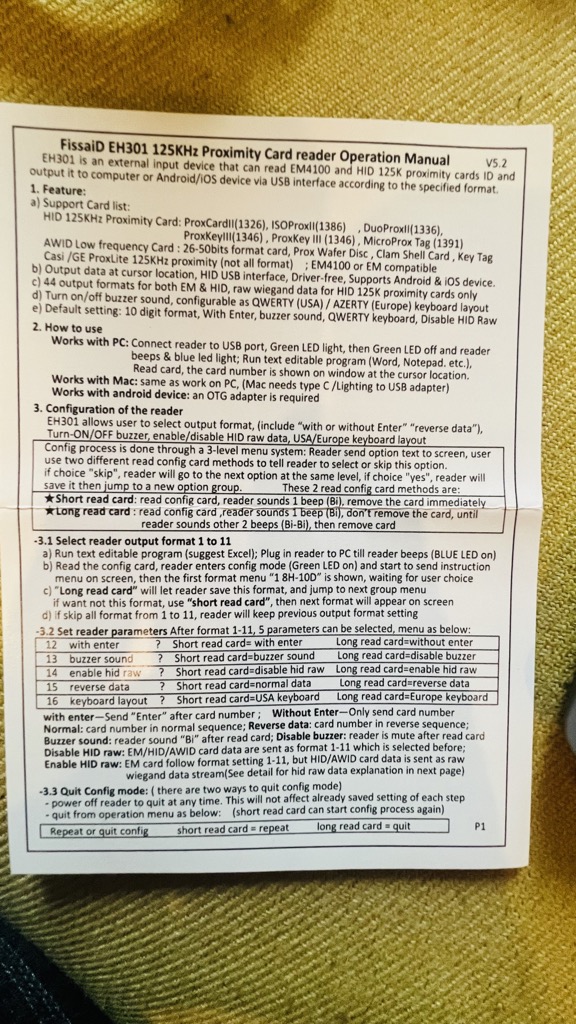 FissaiD EH301 125KHz Proximity Card reader Operation Manual V5.2
EH301 is an external input device that can read EM4100 and HID 125K proximity cards ID and
output it to computer or Android/iOS device via USB interface according to the specified format.
1. Feature:
a) Support Card list:
HID 125KHz Proximity Card: ProxCardII(1326), ISOProxII(1386) , DuoProxII(1336),
ProxKeyIII(1346) , ProxKey III (1346) , MicroProx Tag (1391)
AWID Low frequency Card : 26-50bits format card, Prox Wafer Disc , Clam Shell Card , Key Tag
Casi /GE ProxLite 125KHz proximity (not all format) ; EM4100 or EM compatible
b) Output data at cursor location, HID USB interface, Driver-free, Supports Android & iOS device.
c) 44 output formats for both EM & HID, raw wiegand data for HID 125K proximity cards only
d) Turn on/off buzzer sound, configurable as QWERTY (USA) / AZERTY (Europe) keyboard layout
e) Default setting: 10 digit format, With Enter, buzzer sound, QWERTY keyboard, Disable HID Raw
2. How to use
Works with PC: Connect reader to USB port, Green LED light, then Green LED off and reader
beeps & blue led light; Run text editable program (Word, Notepad. etc.),
Read card, the card number is shown on window at the cursor location.
Works with Mac: same as work on PC, (Mac needs type C /Lighting to USB adapter)
Works with android device: an OTG adapter is required
3. Configuration of the reader
EH301 allows user to select output format, (include "with or without Enter" "reverse data"),
Turn-ON/OFF buzzer, enable/disable HID raw data, USA/Europe keyboard layout
Config process is done through a 3-level menu system: Reader send option text to screen, user
use two different read config card methods to tell reader to select or skip this option.
if choice "skip", reader will go to the next option at the same level, if choice "yes", reader will
save it then jump to a new option group. These 2 read config card methods are:
★Short read card: read config card, reader sounds 1 beep (Bi), remove the card immediately
★Long read card : read config card ,reader sounds 1 beep (Bi), don't remove the card, until
reader sounds other 2 beeps (Bi-Bi), then remove card
-3.1 Select reader output format 1 to 11
a) Run text editable program (suggest Excel); Plug in reader to PC till reader beeps (BLUE LED on)
b) Read the config card, reader enters config mode (Green LED on) and start to send instruction
menu on screen, then the first format menu "1 8H-10D" is shown, waiting for user choice
c) "Long read card" will let reader save this format, and jump to next group menu
if want not this format, use "short read card", then next format will appear on screen
d) if skip all format from 1 to 11, reader will keep previous output format setting
-3.2 Set reader parameters After format 1-11, 5 parameters can be selected, menu as below:
12 with enter ? Short read card= with enter Long read card=without enter
13 buzzer sound ? Short read card=buzzer sound Long read card=disable buzzer
14 enable hid raw ? Short read card=disable hid raw Long read card=enable hid raw
15 reverse data ? Short read card=normal data Long read card=reverse data
16 keyboard layout ? Short read card=USA keyboard Long read card=Europe keyboard
with enter—Send "Enter" after card number ; Without Enter—Only send card number
Normal: card number in normal sequence; Reverse data: card number in reverse sequence;
Buzzer sound: reader sound "Bi" after read card; Disable buzzer: reader is mute after read card
Disable HID raw: EM/HID/AWID card data are sent as format 1-11 which is selected before;
Enable HID raw: EM card follow format setting 1-11, but HID/AWID card data is sent as raw
wiegand data stream(See detail for hid raw data explanation in next page)
-3.3 Quit Config mode: ( there are two ways to quit config mode)
- power off reader to quit at any time. This will not affect already saved setting of each step
- quit from operation menu as below: (short read card can start config process again)
Repeat or quit config short read card = repeat long read card = quit
P1